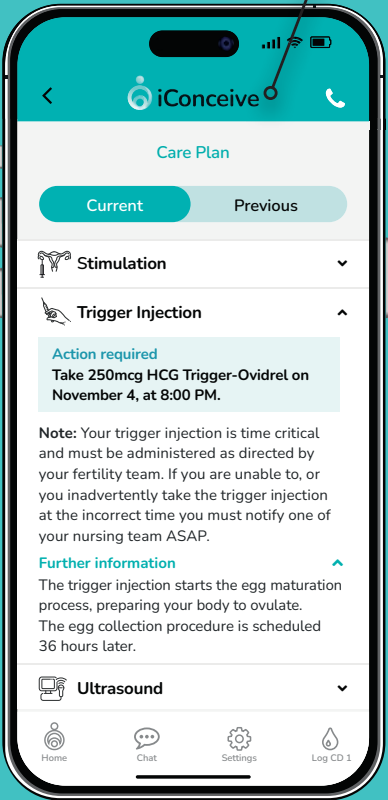 iConceive
Care Plan
Current
Previous
Stimulation
Trigger Injection
Action required
Take 250mcg HCG Trigger-Ovidrel on
November 4, at 8:00 PM.
Note: Your trigger injection is time critical
and must be administered as directed by
your fertility team. If you are unable to, or
you inadvertently take the trigger injection
at the incorrect time you must notify one of
your nursing team ASAP.
Further information
The trigger injection starts the egg maturation
process, preparing your body to ovulate.
The egg collection procedure is scheduled
36 hours later.
Ultrasound
Home
Chat
Settings
Log CD 1